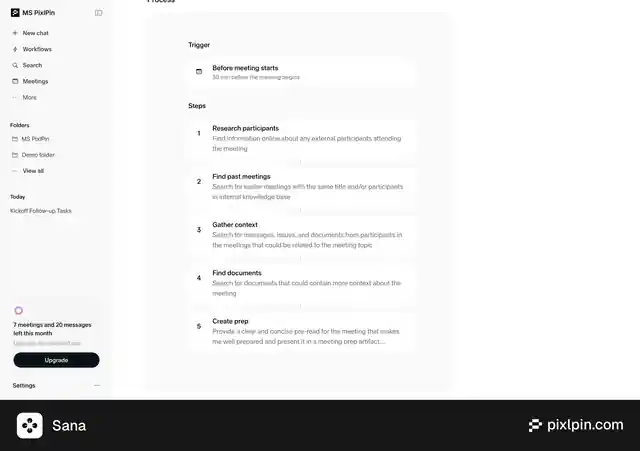 MS PixlPin
New chat
Workflows
Search
Meetings
More
Folders
MS PixlPin
Demo folder
View all
Today
Kickoff Follow-up Tasks
7 meetings and 20 messages
left this month
Upgrade
Settings
Process
Trigger
Before meeting starts
30 min before the meeting begins
Steps
1
Research participants
Find information online about any external participants attending
the meeting
2
Find past meetings
Search for earlier meetings with the same title and/or participants
in internal knowledge base
3
Gather context
Search for messages, issues, and documents from participants in
the meetings that could be related to the meeting topic
4
Find documents
Search for documents that could contain more context about the
meeting
5
Create prep
Provide a clear and concise pre-read for the meeting that makes
me well prepared and present it in a meeting prep artifact...
Sana
pixlpin.com